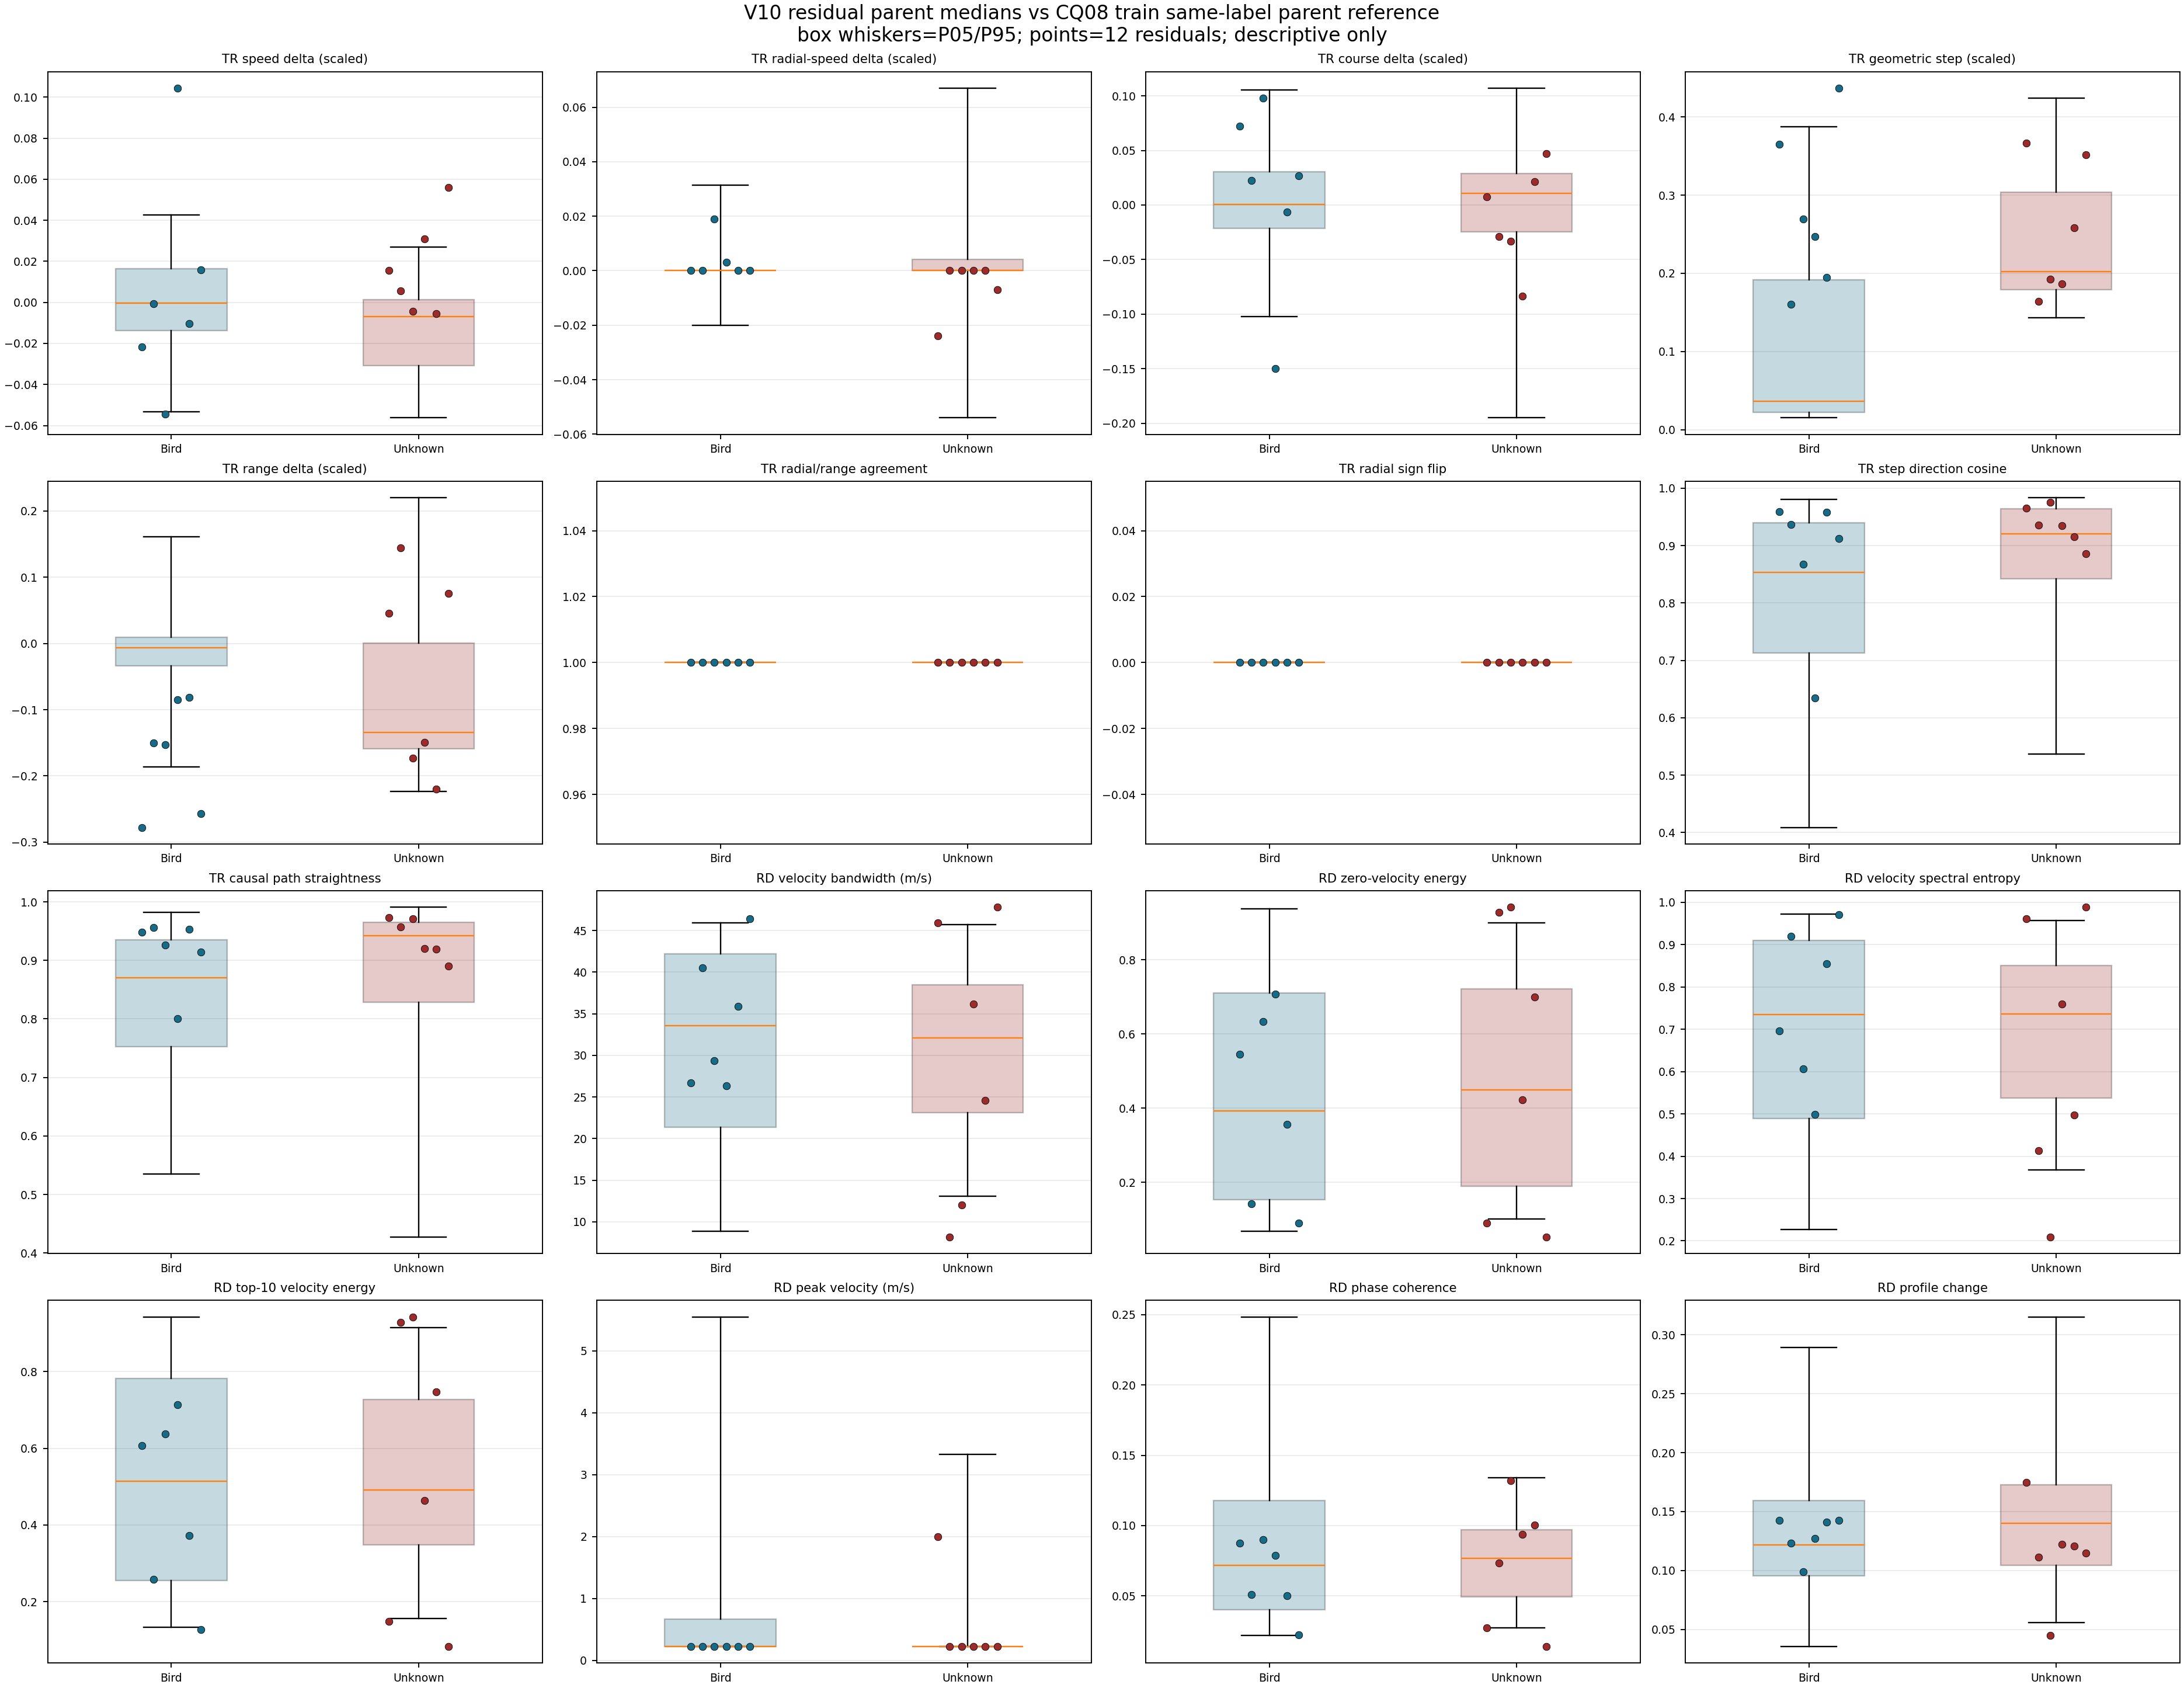 V10 residual parent medians vs CQ08 train same-label parent reference
box whiskers=P05/P95; points=12 residuals; descriptive only
TR speed delta (scaled)
0.10
0.08
0.06
0.04
0.02
0.00
−0.02
−0.04
−0.06
Bird
Unknown
TR radial-speed delta (scaled)
0.06
0.04
0.02
0.00
−0.02
−0.04
−0.06
Bird
Unknown
TR course delta (scaled)
0.10
0.05
0.00
−0.05
−0.10
−0.15
−0.20
Bird
Unknown
TR geometric step (scaled)
0.4
0.3
0.2
0.1
0.0
Bird
Unknown
TR range delta (scaled)
0.2
0.1
0.0
−0.1
−0.2
−0.3
Bird
Unknown
TR radial/range agreement
1.04
1.02
1.00
0.98
0.96
Bird
Unknown
TR radial sign flip
0.04
0.02
0.00
−0.02
−0.04
Bird
Unknown
TR step direction cosine
1.0
0.9
0.8
0.7
0.6
0.5
0.4
Bird
Unknown
TR causal path straightness
1.0
0.9
0.8
0.7
0.6
0.5
0.4
Bird
Unknown
RD velocity bandwidth (m/s)
45
40
35
30
25
20
15
10
Bird
Unknown
RD zero-velocity energy
0.8
0.6
0.4
0.2
Bird
Unknown
RD velocity spectral entropy
1.0
0.9
0.8
0.7
0.6
0.5
0.4
0.3
0.2
Bird
Unknown
RD top-10 velocity energy
0.8
0.6
0.4
0.2
Bird
Unknown
RD peak velocity (m/s)
5
4
3
2
1
0
Bird
Unknown
RD phase coherence
0.25
0.20
0.15
0.10
0.05
Bird
Unknown
RD profile change
0.30
0.25
0.20
0.15
0.10
0.05
Bird
Unknown